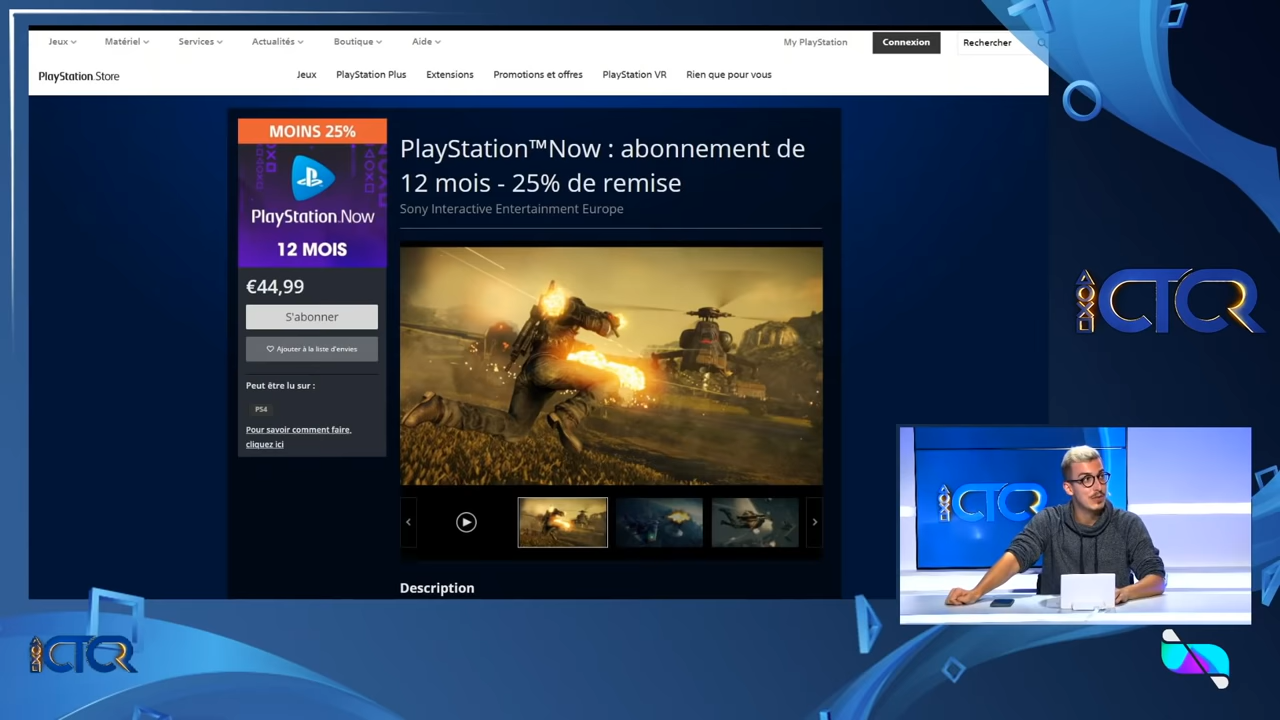 Jeux
Matériel
Services
Actualités
Boutique
Aide
My PlayStation
Connexion
Rechercher
PlayStation Store
Jeux
PlayStation Plus
Extensions
Promotions et offres
PlayStation VR
Rien que pour vous
MOINS 25%
PlayStation Now
12 MOIS
€44,99
S'abonner
Ajouter à la liste d'envies
Peut être lu sur :
PS4
Pour savoir comment faire,
cliquez ici
PlayStation™Now : abonnement de
12 mois - 25% de remise
Sony Interactive Entertainment Europe
Description
CTCR
CTCR
CTCR